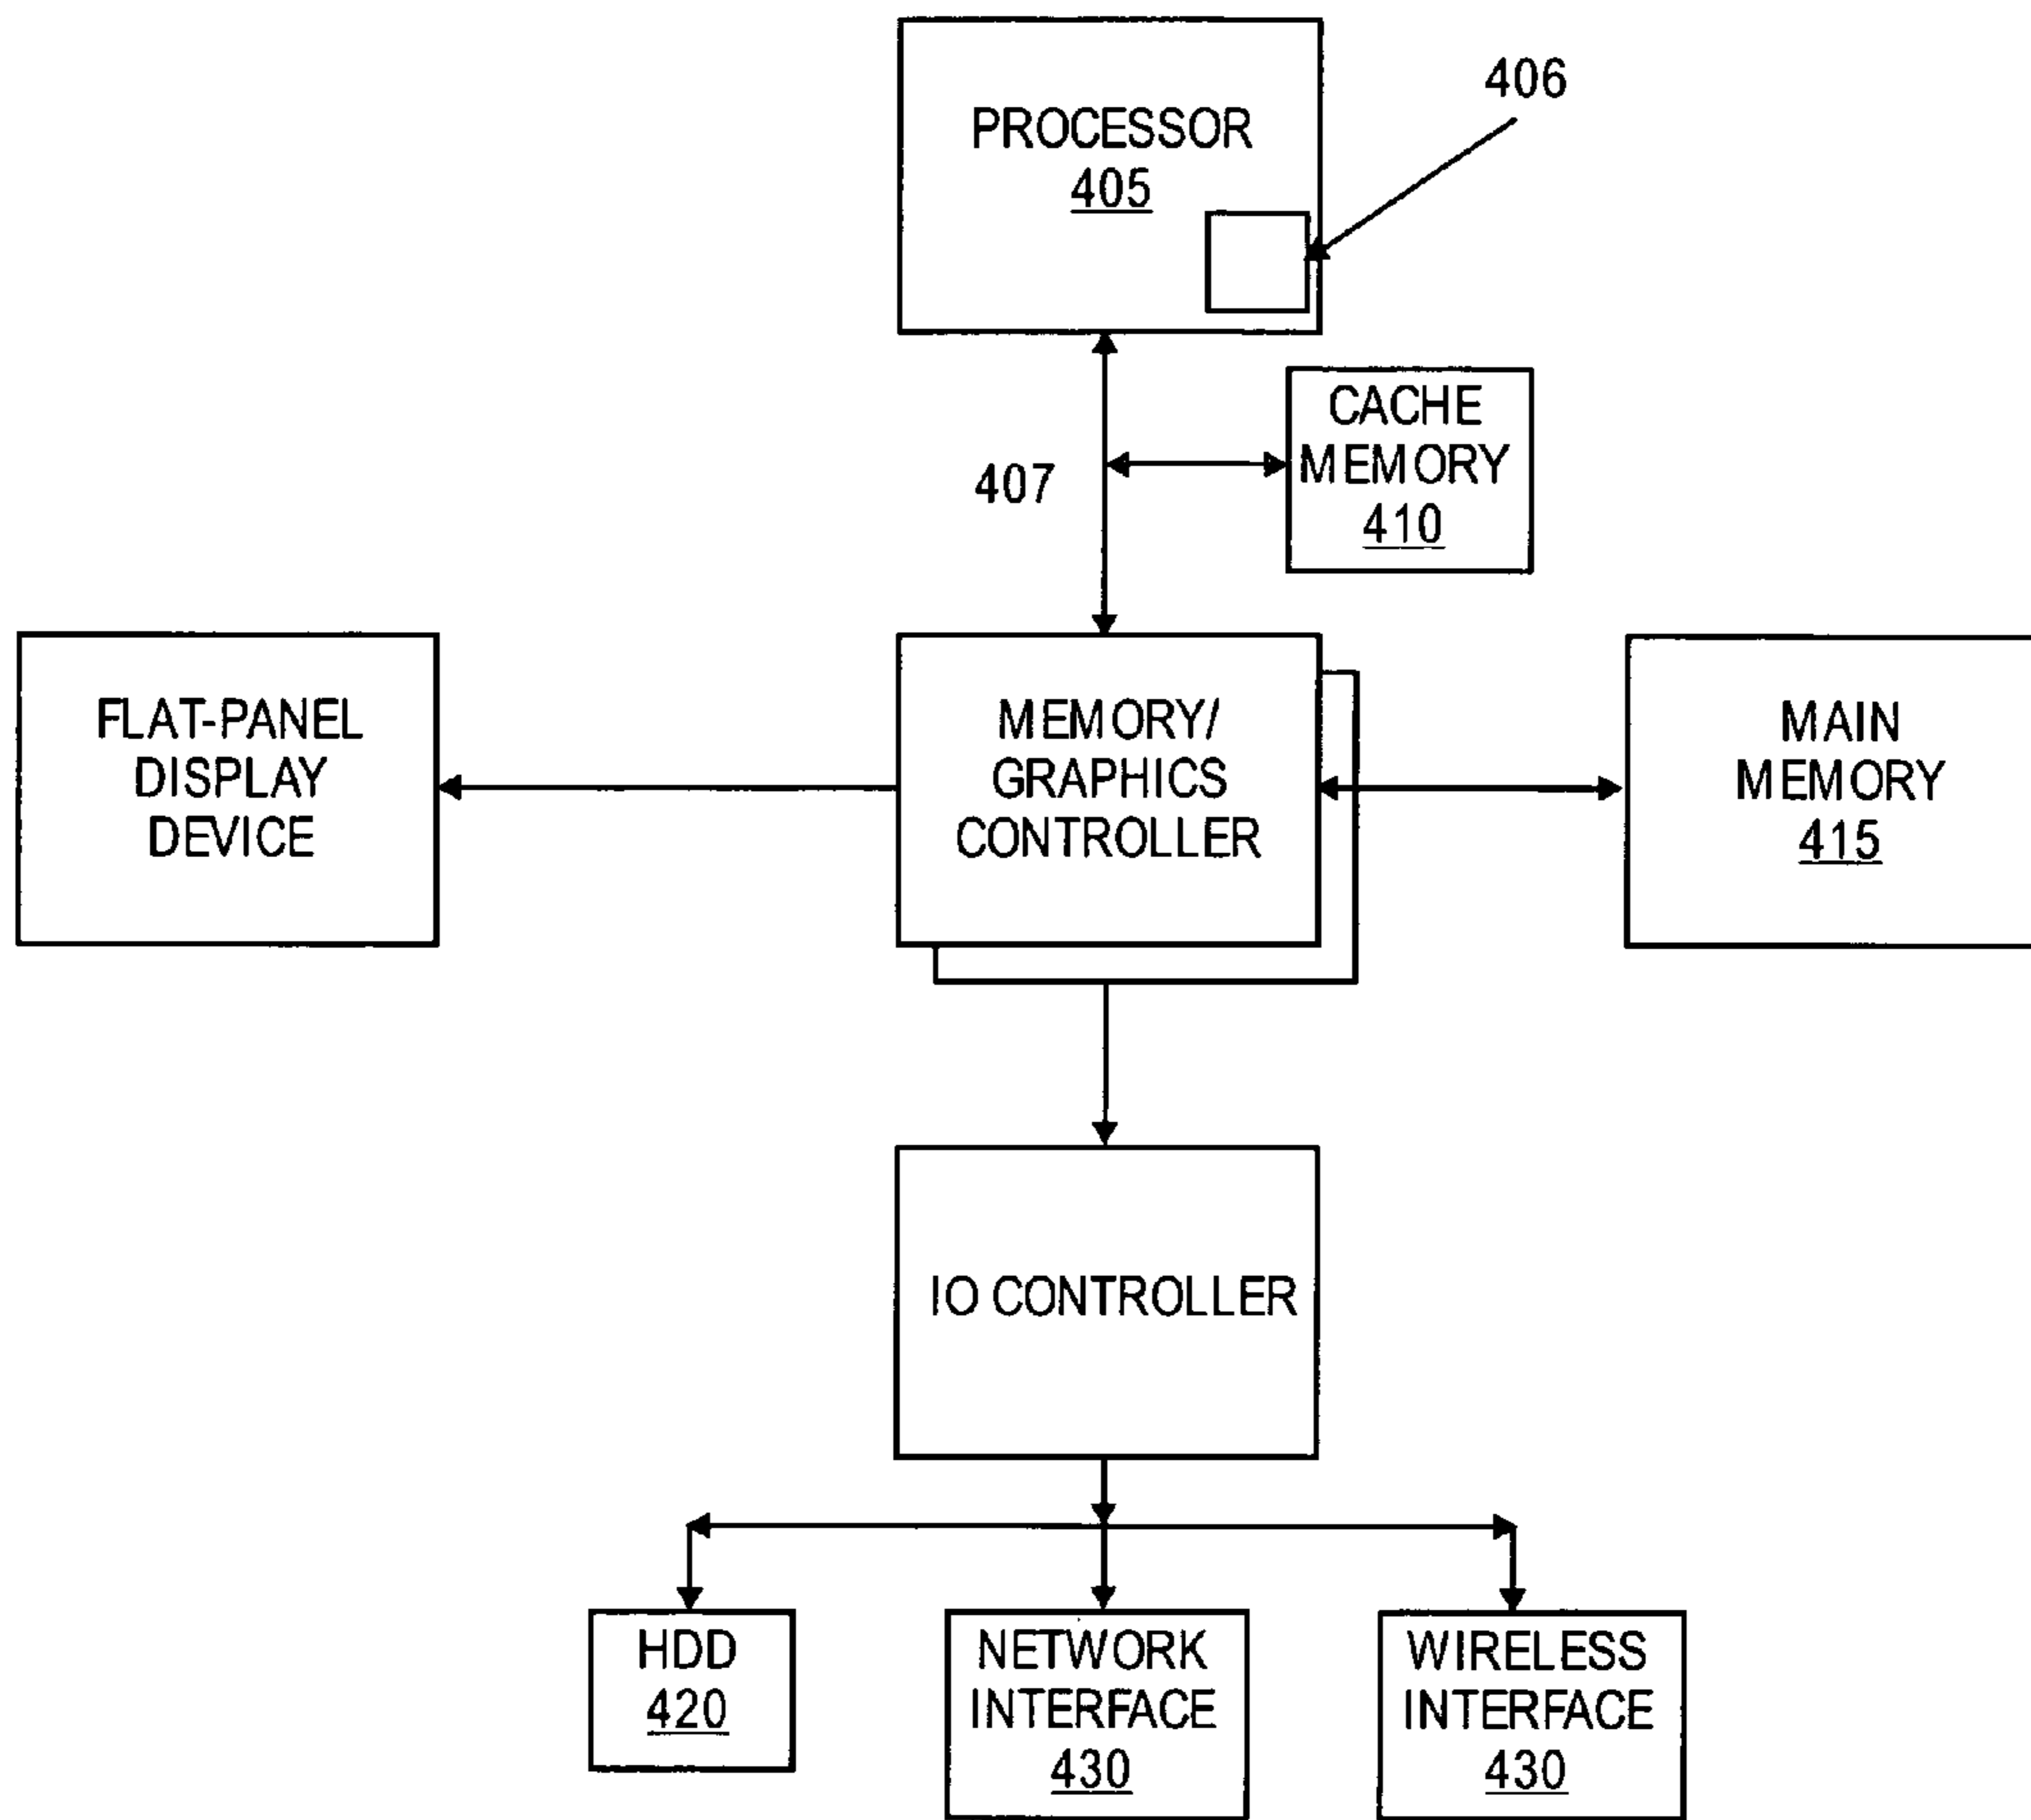 PROCESSOR
405
406
CACHE
MEMORY
410
407
FLAT-PANEL
DISPLAY
DEVICE
MEMORY/
GRAPHICS
CONTROLLER
MAIN
MEMORY
415
IO CONTROLLER
HDD
420
NETWORK
INTERFACE
430
WIRELESS
INTERFACE
430